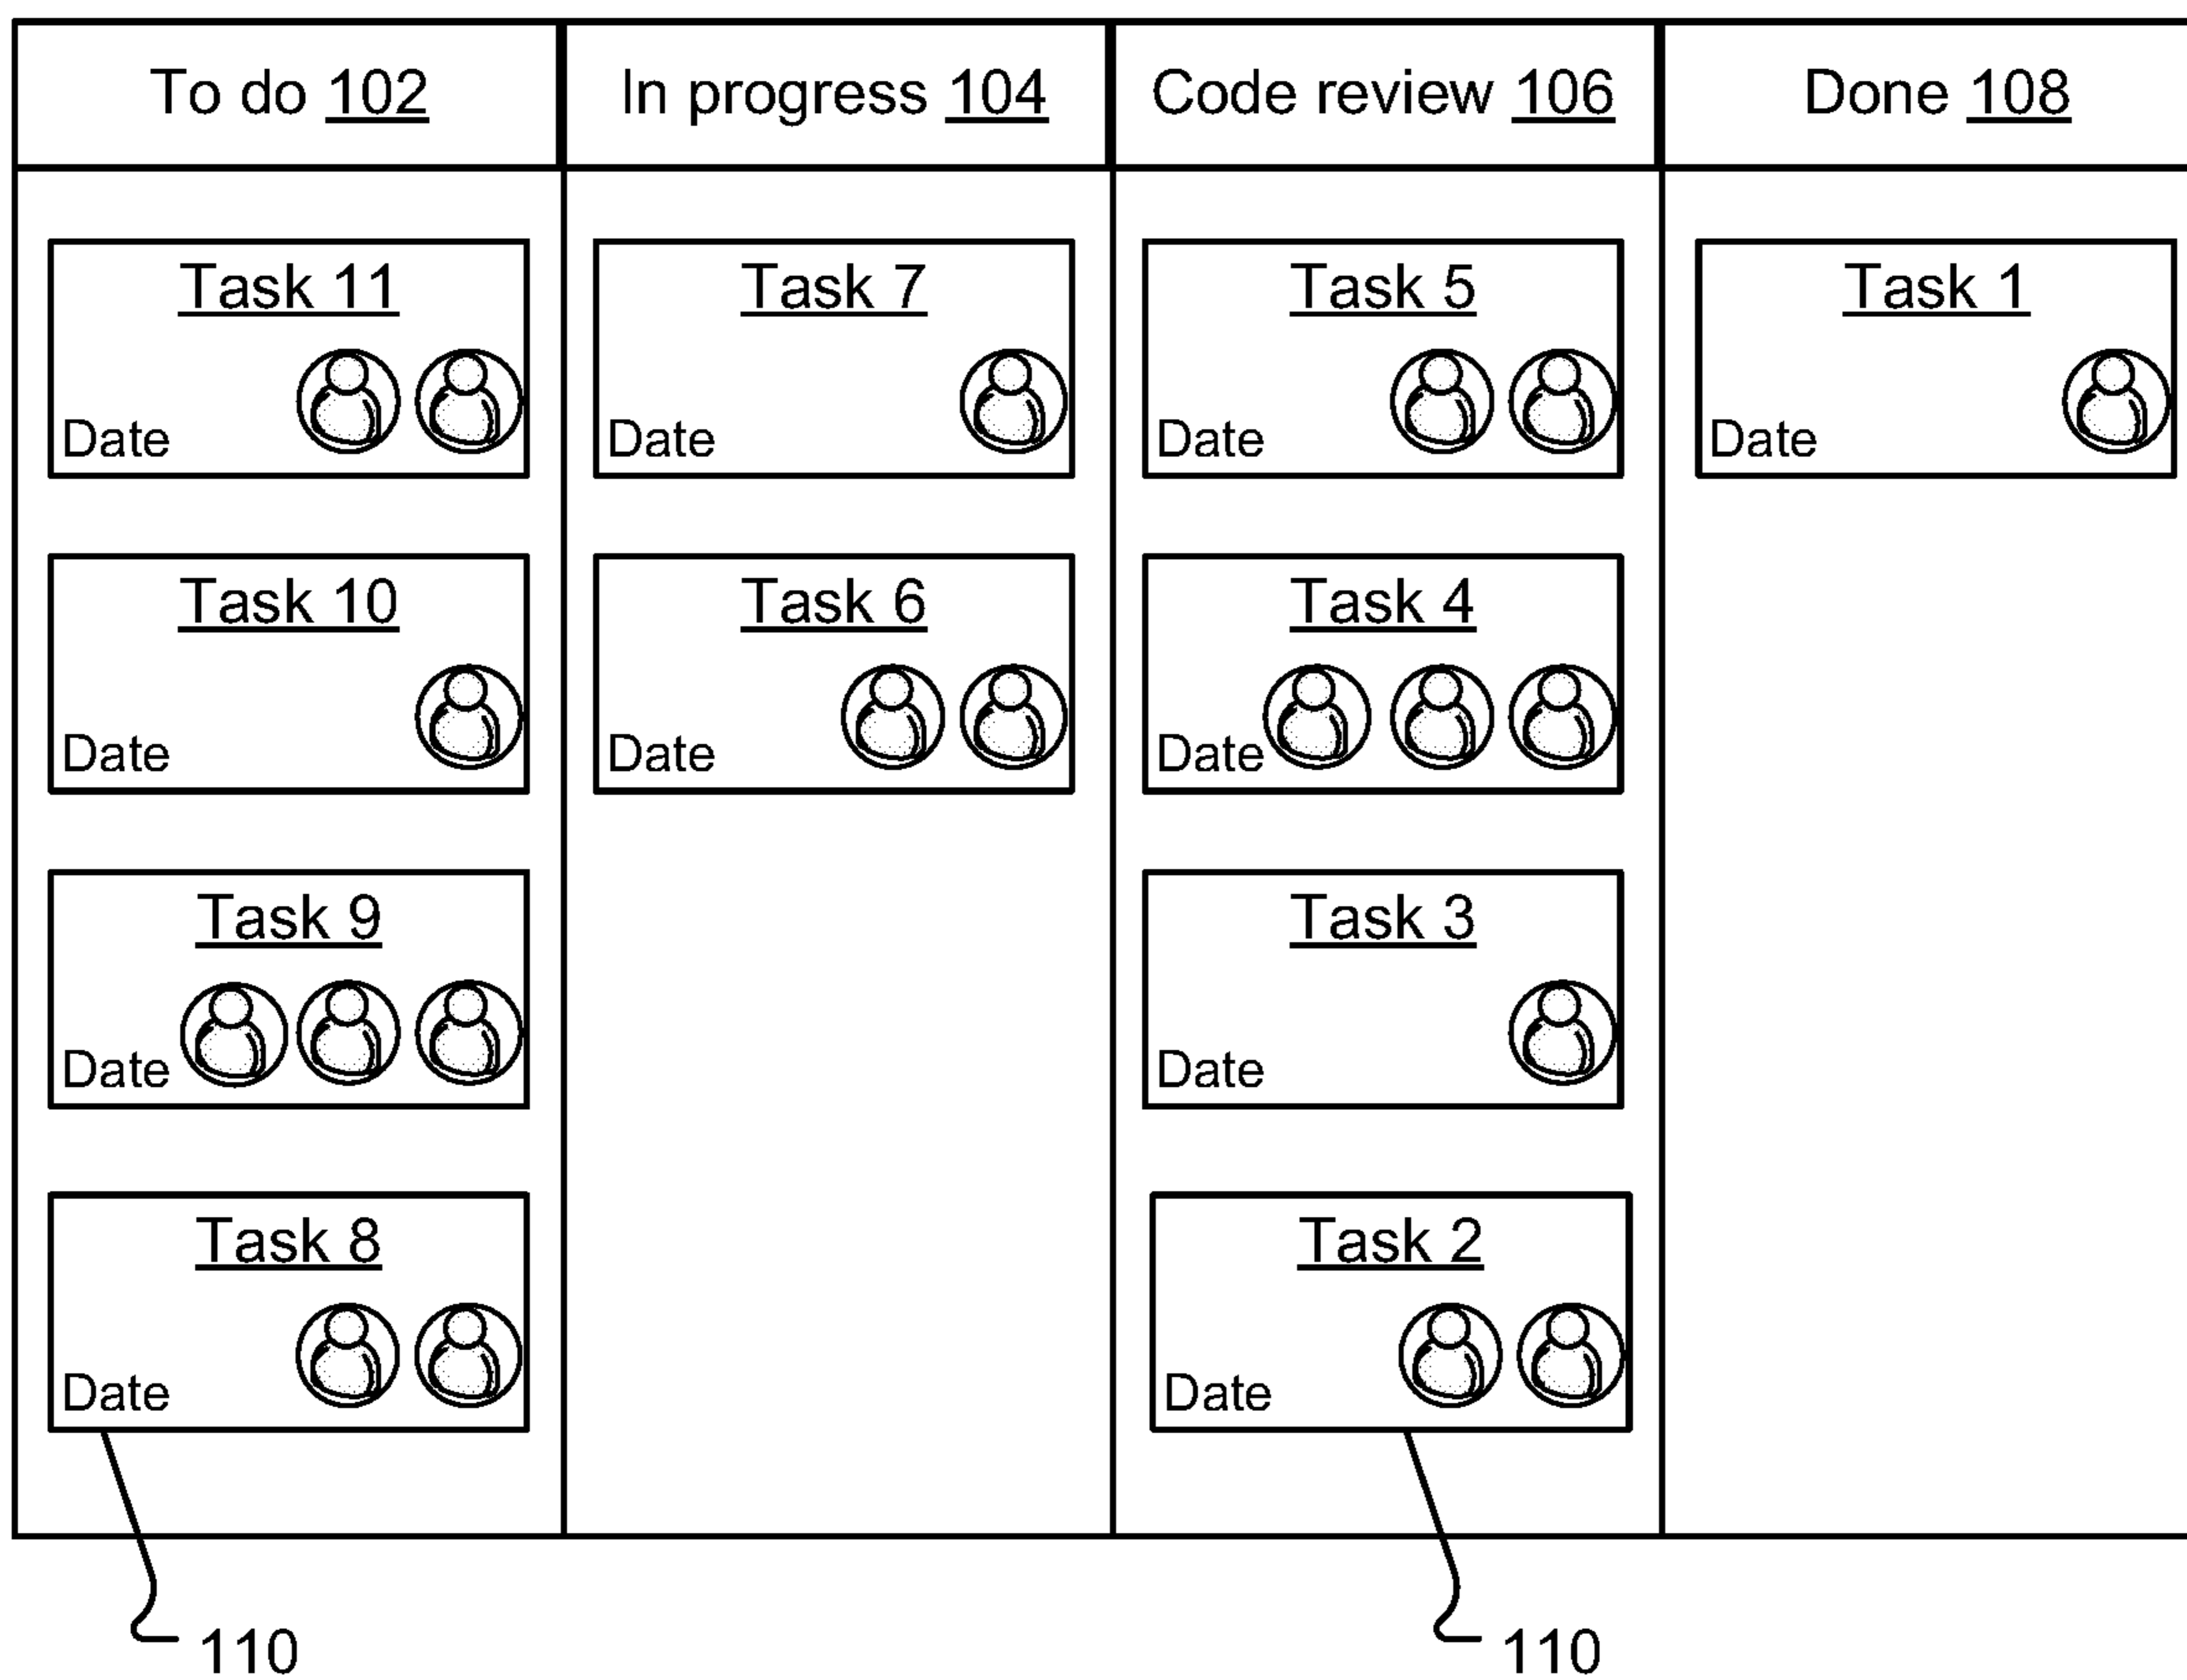 To do 102
In progress 104
Code review 106
Done 108
Task 11
Date
Task 10
Date
Task 9
Date
Task 8
Date
Task 7
Date
Task 6
Date
Task 5
Date
Task 4
Date
Task 3
Date
Task 2
Date
Task 1
Date
110
110